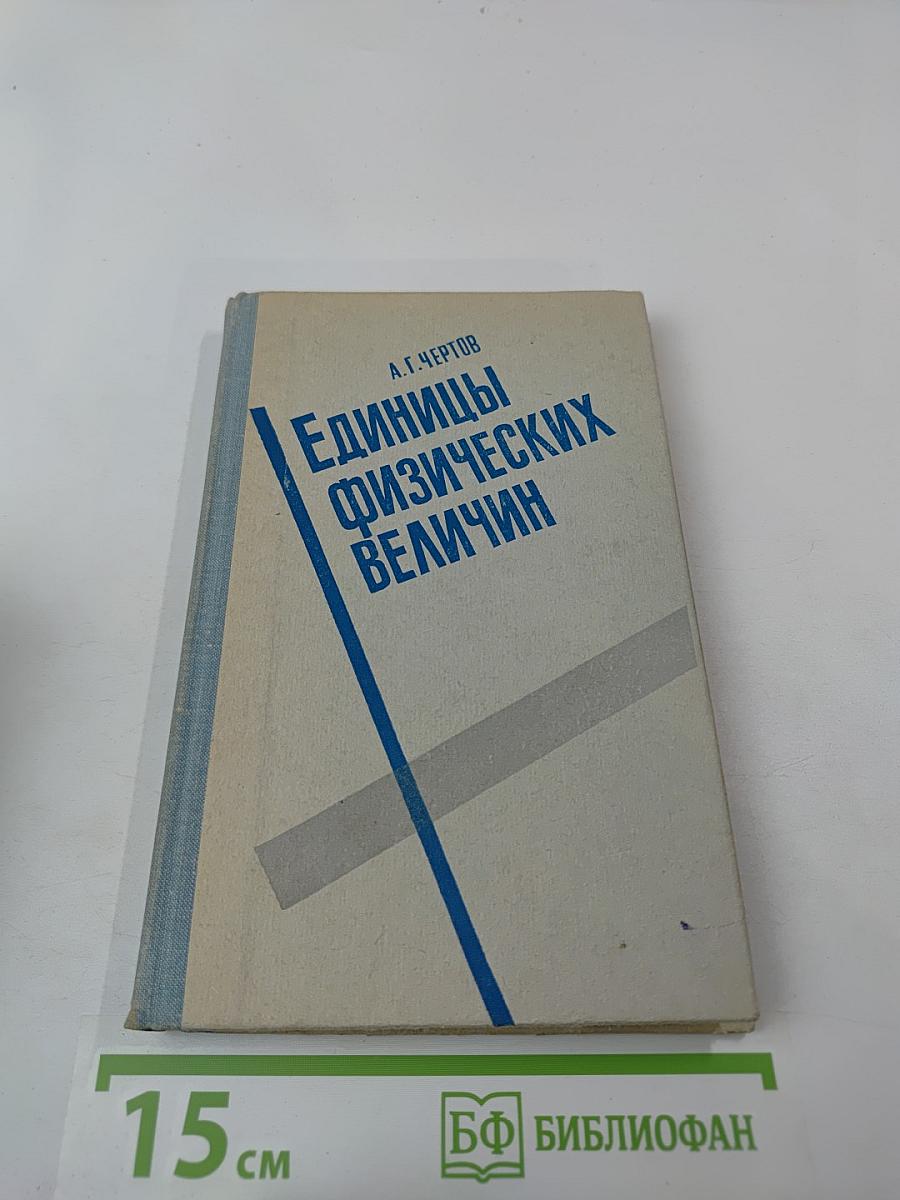 А.Г.ЧЕРТОВ
ЕДИНИЦЫ
ФИЗИЧЕСКИХ
ВЕЛИЧИН
15 см
БФ БИБЛИОФАН